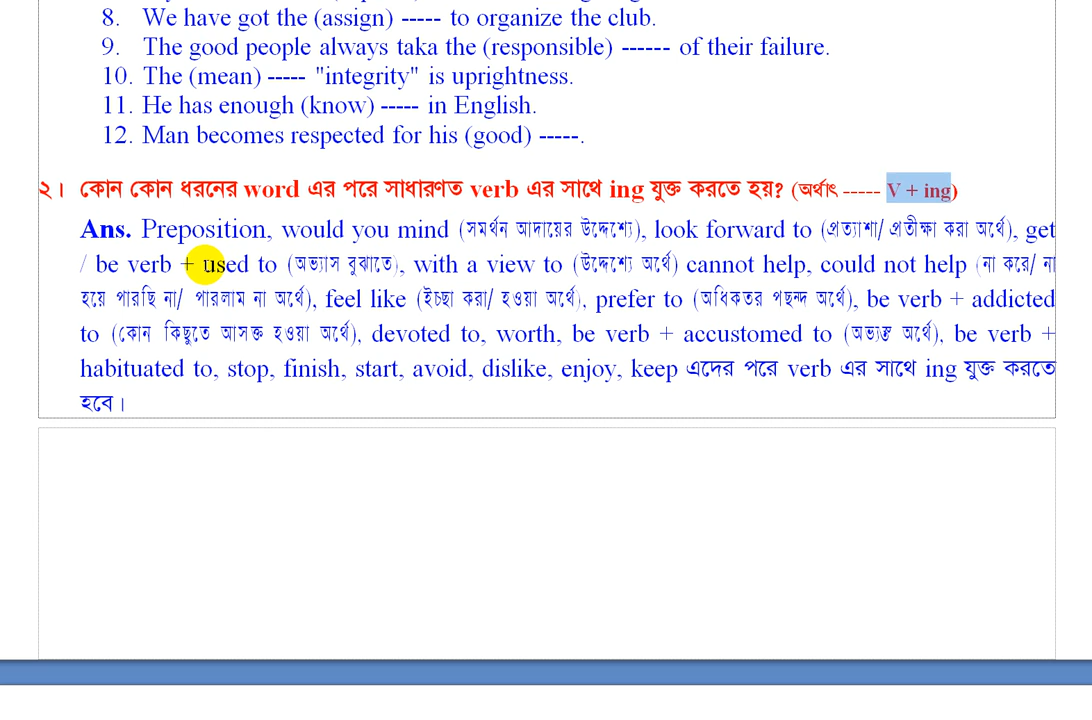 8. We have got the (assign) ----- to organize the club.
9. The good people always taka the (responsible) ------ of their failure.
10. The (mean) ----- "integrity" is uprightness.
11. He has enough (know) ----- in English.
12. Man becomes respected for his (good) -----.
২। কোন কোন ধরনের word এর পরে সাধারণত verb এর সাথে ing যুক্ত করতে হয়? (অর্থাৎ ----- V + ing)
Ans. Preposition, would you mind (সমর্থন আদায়ের উদ্দেশ্যে), look forward to (প্রত্যাশা/ প্রতীক্ষা করা অর্থে), get
/ be verb + used to (অভ্যাস বুঝাতে), with a view to (উদ্দেশ্যে অর্থে) cannot help, could not help (না করে/ না
হয়ে পারছি না/ পারলাম না অর্থে), feel like (ইচ্ছা করা/ হওয়া অর্থে), prefer to (অধিকতর পছন্দ অর্থে), be verb + addicted
to (কোন কিছুতে আসক্ত হওয়া অর্থে), devoted to, worth, be verb + accustomed to (অভ্যস্ত অর্থে), be verb +
habituated to, stop, finish, start, avoid, dislike, enjoy, keep এদের পরে verb এর সাথে ing যুক্ত করতে
হবে।